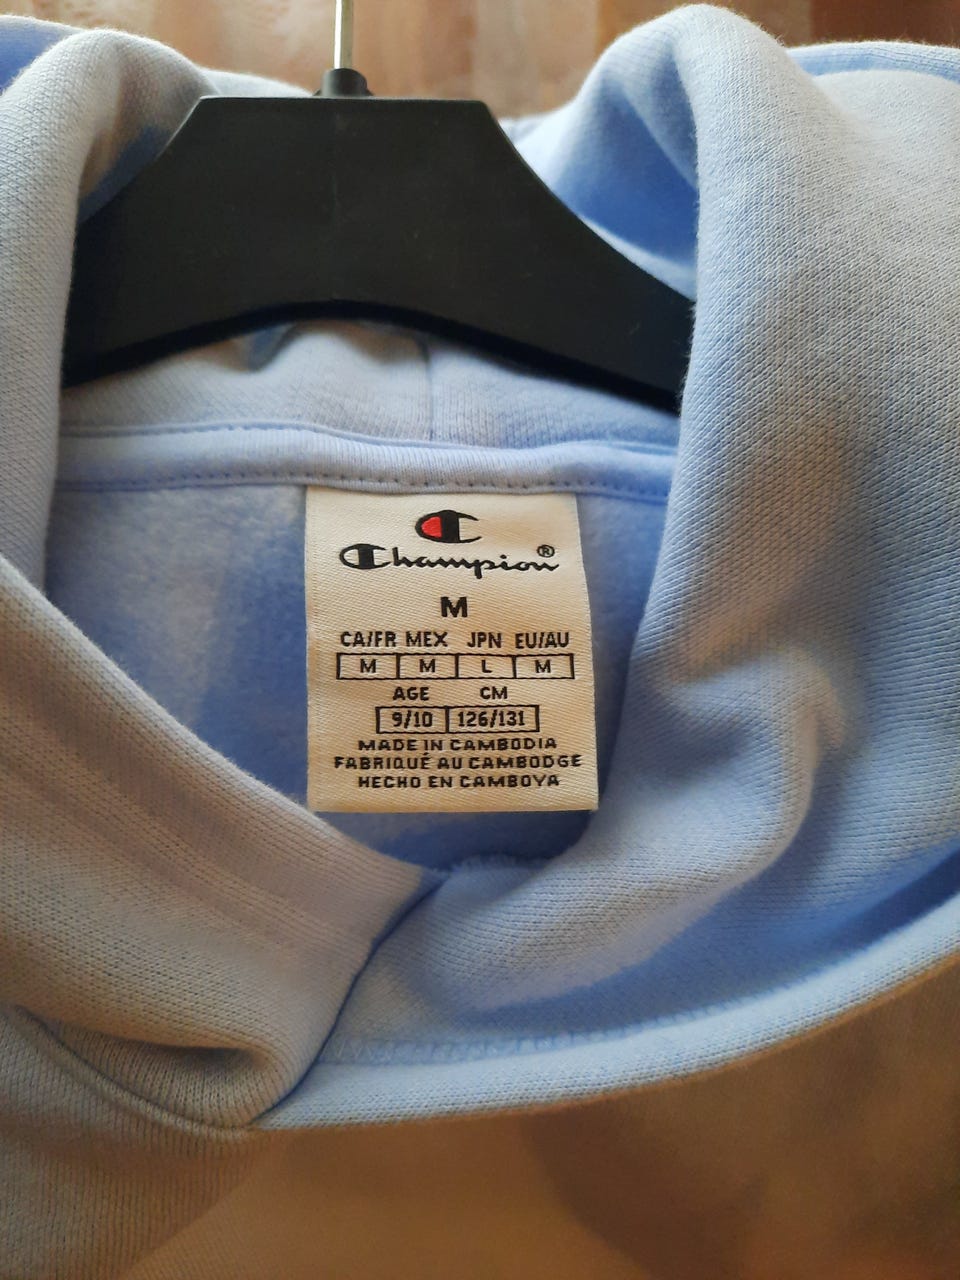 Champion®
M
CA/FR MEX JPN EU/AU
M M L M
AGE CM
9/10 126/131
MADE IN CAMBODIA
FABRIQUÉ AU CAMBODGE
HECHO EN CAMBOYA